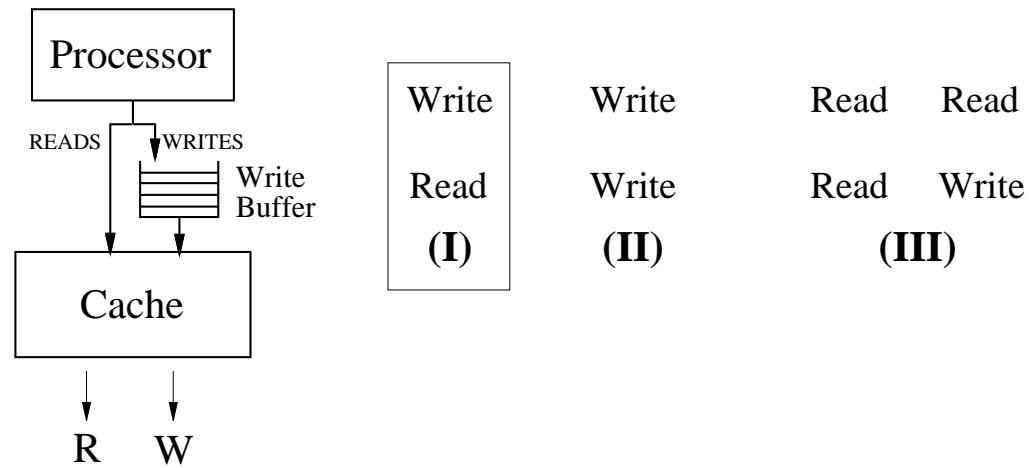 Processor
READS
WRITES
Write
Buffer
Cache
R W
Write Write Read Read
Read Write Read Write
(I) (II) (III)